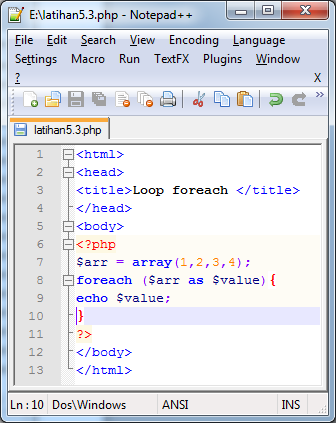 E:\latihan5.3.php - Notepad++
File Edit Search View Encoding Language
Settings Macro Run TextFX Plugins Window
? X
latihan5.3.php
1 <html>
2 <head>
3 <title>Loop foreach </title>
4 </head>
5 <body>
6 <?php
7 $arr = array(1,2,3,4);
8 foreach ($arr as $value){
9 echo $value;
10 }
11 ?>
12 </body>
13 </html>
Ln : 10 Dos\Windows ANSI INS